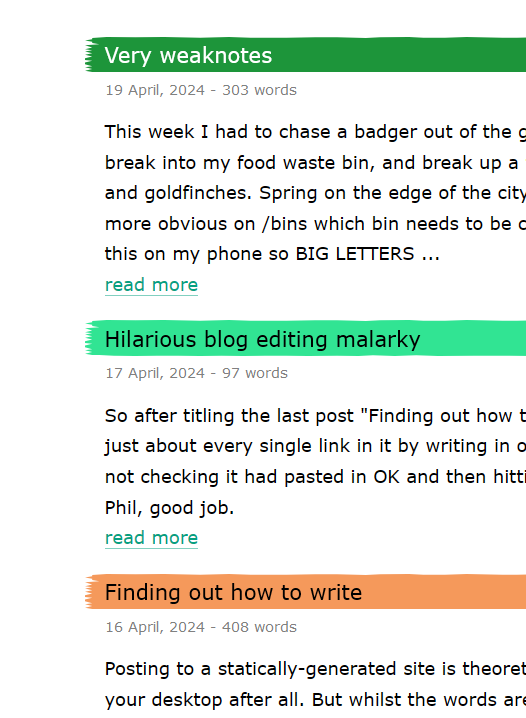 Very weaknotes
19 April, 2024 - 303 words
This week I had to chase a badger out of the
break into my food waste bin, and break up a
and goldfinches. Spring on the edge of the city
more obvious on /bins which bin needs to be
this on my phone so BIG LETTERS ...
read more
Hilarious blog editing malarky
17 April, 2024 - 97 words
So after titling the last post "Finding out how
just about every single link in it by writing in
not checking it had pasted in OK and then
Phil, good job.
read more
Finding out how to write
16 April, 2024 - 408 words
Posting to a statically-generated site is
your desktop after all. But whilst the words